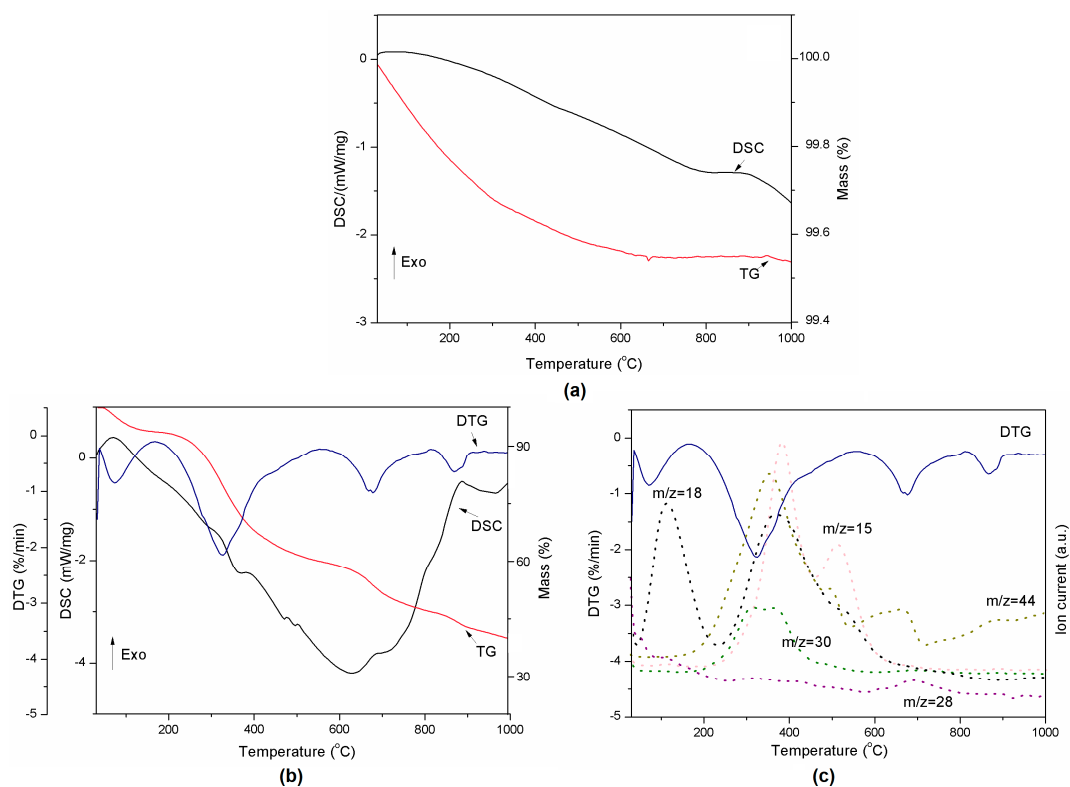 0
-1
-2
-3
DSC/(mW/mg)
100.0
99.8
99.6
99.4
Mass (%)
DSC
TG
Exo
200 400 600 800 1000
Temperature (°C)
(a)
0
-1
-2
-3
-4
-5
DTG (%/min)
0
-2
-4
DSC (mW/mg)
90
60
30
Mass (%)
DTG
DSC
TG
Exo
200 400 600 800 1000
Temperature (°C)
(b)
0
-1
-2
-3
-4
-5
DTG (%/min)
Ion current (a.u.)
DTG
m/z=18
m/z=15
m/z=44
m/z=30
m/z=28
200 400 600 800 1000
Temperature (°C)
(c)